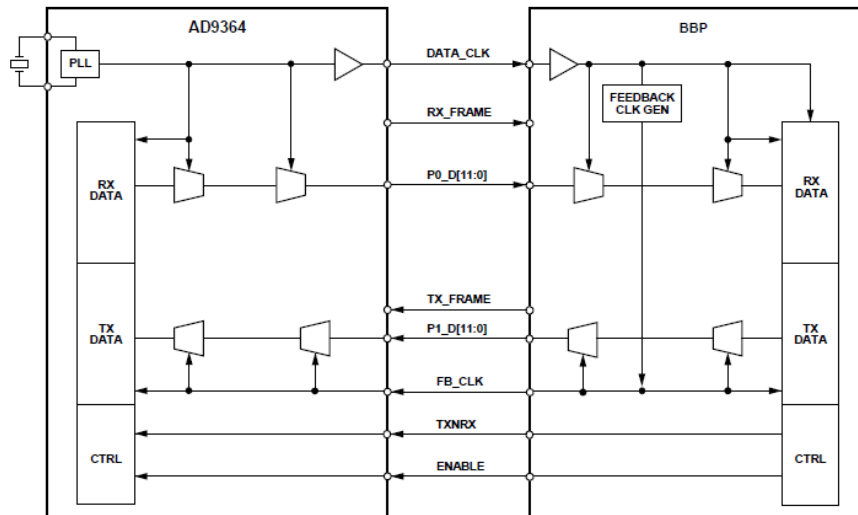 AD9364
BBP
PLL
DATA_CLK
FEEDBACK
CLK GEN
RX_FRAME
RX
DATA
P0_D[11:0]
RX
DATA
TX_FRAME
TX
DATA
P1_D[11:0]
TX
DATA
FB_CLK
TXNRX
CTRL
CTRL
ENABLE